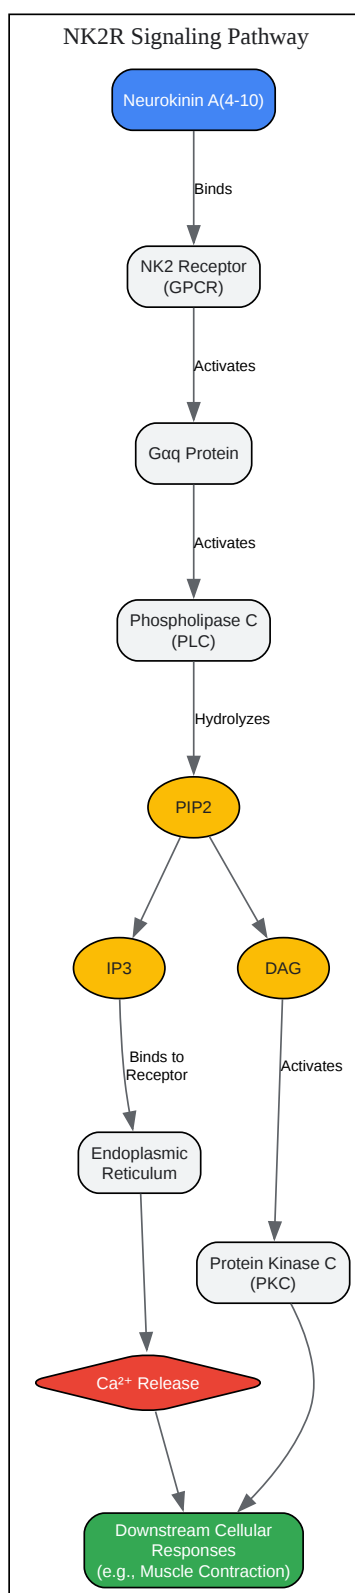 NK2R Signaling Pathway
Neurokinin A(4-10)
Binds
NK2 Receptor
(GPCR)
Activates
Gαq Protein
Activates
Phospholipase C
(PLC)
Hydrolyzes
PIP2
IP3
DAG
Binds to
Receptor
Activates
Endoplasmic
Reticulum
Protein Kinase C
(PKC)
Ca²⁺ Release
Downstream Cellular
Responses
(e.g., Muscle Contraction)